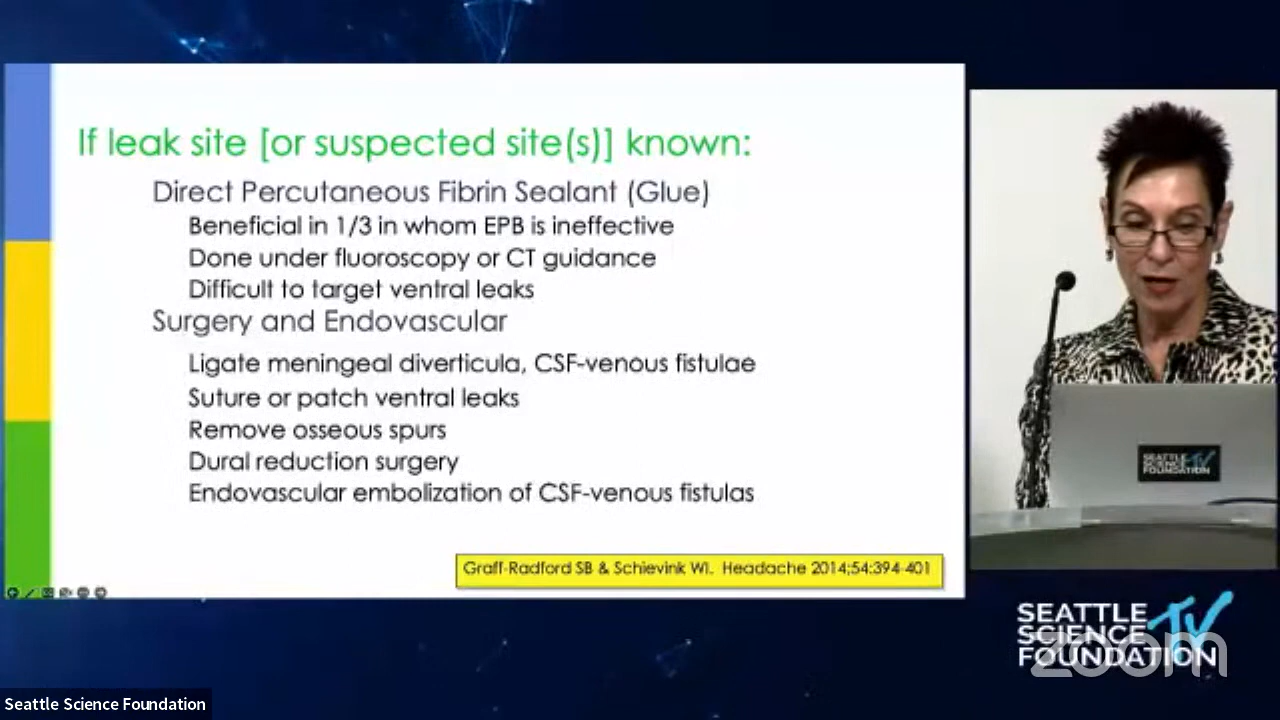 If leak site [or suspected site(s)] known:
Direct Percutaneous Fibrin Sealant (Glue)
Beneficial in 1/3 in whom EPB is ineffective
Done under fluoroscopy or CT guidance
Difficult to target ventral leaks
Surgery and Endovascular
Ligate meningeal diverticula, CSF-venous fistulae
Suture or patch ventral leaks
Remove osseous spurs
Dural reduction surgery
Endovascular embolization of CSF-venous fistulas
Graff-Radford SB & Schievink WI. Headache 2014;54:394-401
SEATTLE
SCIENCE TV
FOUNDATION
SEATTLE
SCIENCE TV
FOUNDATION
zoom
Seattle Science Foundation